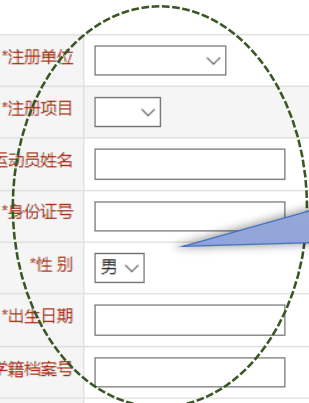 *注册单位
*注册项目
运动员姓名
*身份证号
*性 别 男
*出生日期
学籍档案号